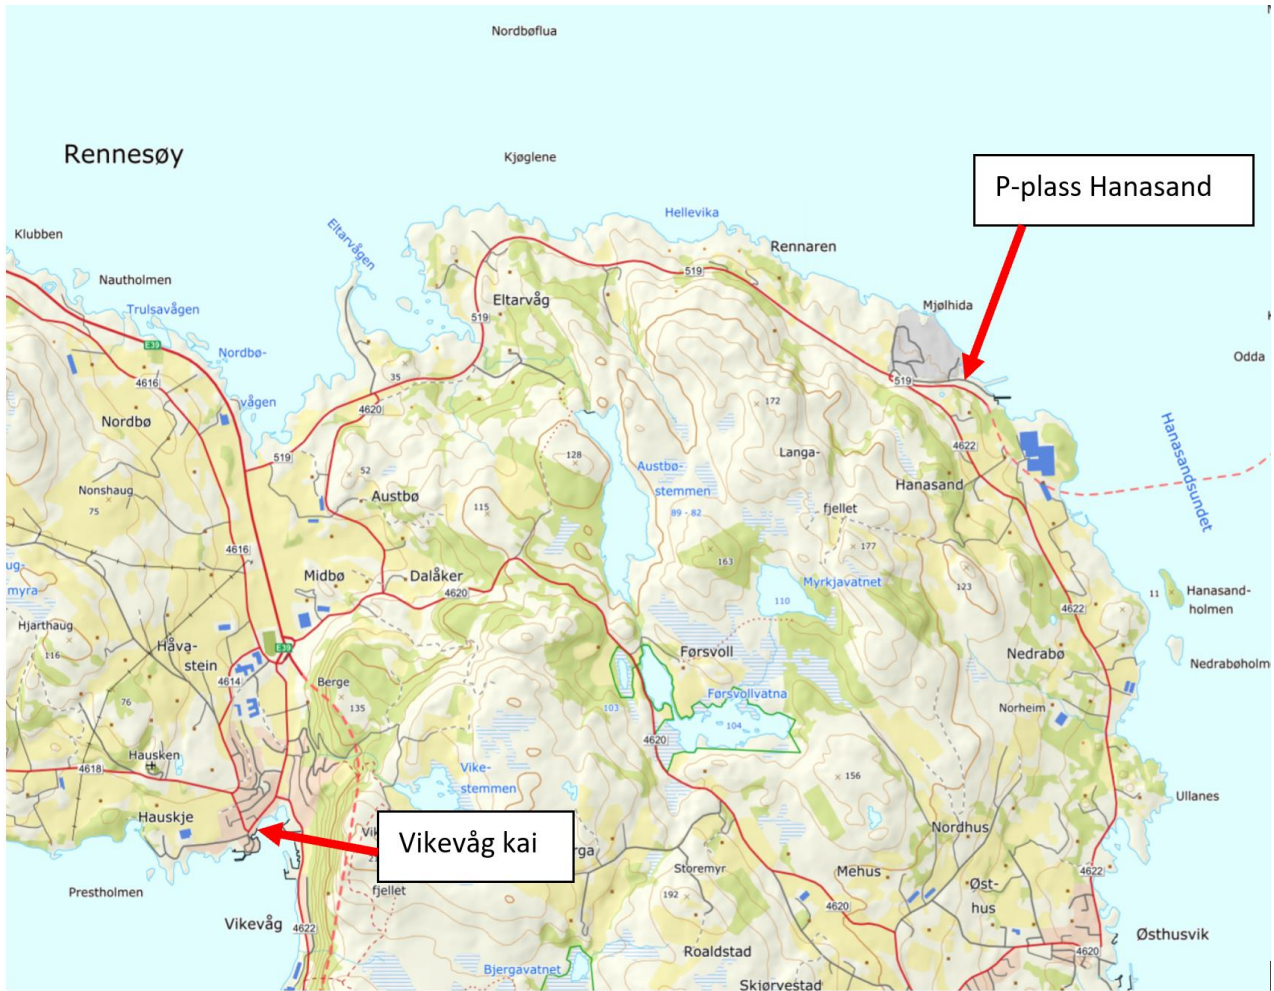 Nordbøflua
Rennesøy
Kjøglene
P-plass Hanasand
Hellevika
Klubben
Eltarvågen
Rennaren
Nautholmen
519
Trulsavågen
Eltarvåg
Mjølhida
519
E39
Nordbø-
vågen
Odda
35
519
4616
4620
172
Nordbø
Hanasandsundet
519
4622
128
Langa-
52
Austbø-
stemmen
Hanasand
Nonshaug
75
Austbø
115
89 - 82
fjellet
4616
177
163
Midbø
Dalåker
Myrkjavatnet
myra
4620
110
123
11
Hanasand-
holmen
Hjarthaug
4622
116
Håva-
stein
E39
Førsvoll
Nedrabø
Nedrabøholm
4614
Berge
Førsvollvatna
76
135
103
104
Norheim
4620
Hausken
4618
Vike-
stemmen
156
Ullanes
Hauskje
Vikevåg kai
Nordhus
Storemyr
Mehus
4622
Prestholmen
fjellet
192
Øst-
hus
4620
Vikevåg
4622
Østhusvik
Roaldstad
4620
Bjergavatnet
Skjørvestad